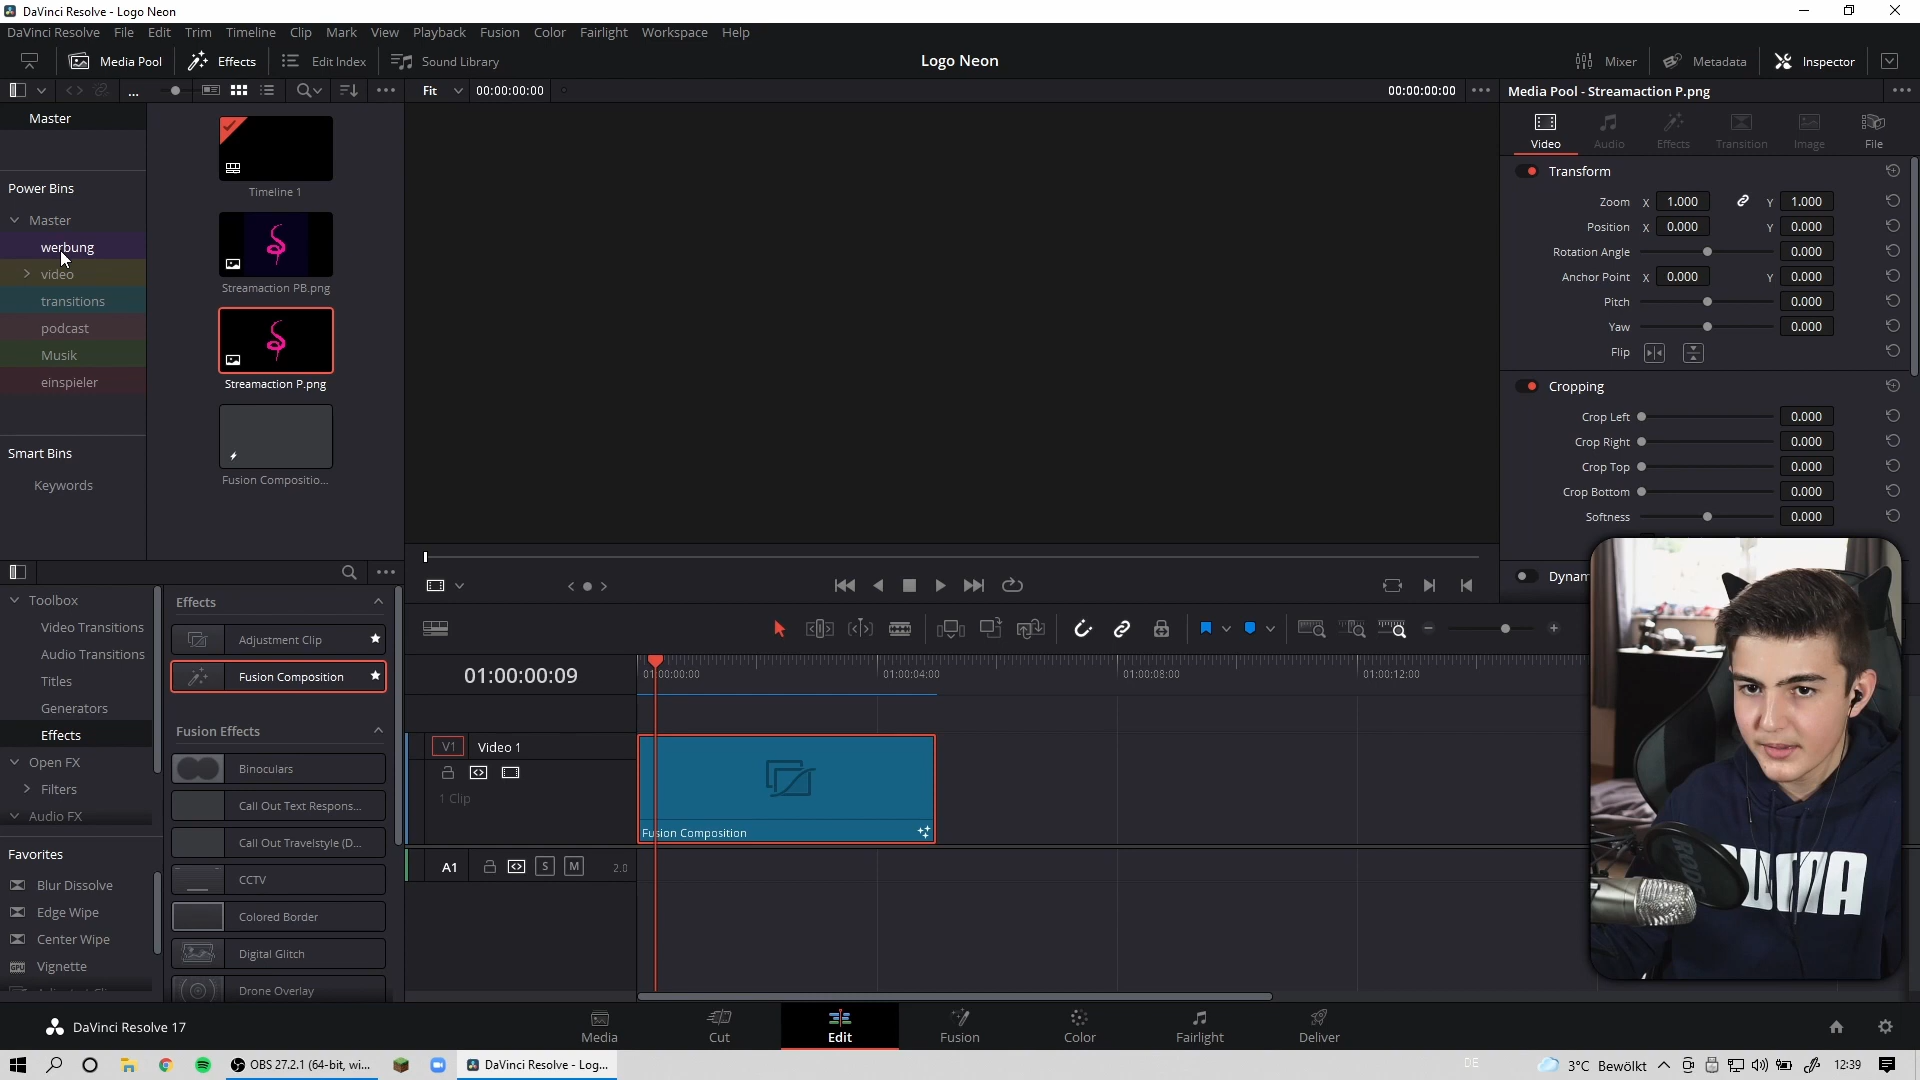 DaVinci Resolve - Logo Neon
DaVinci Resolve File Edit Trim Timeline Clip Mark View Playback Fusion Color Fairlight Workspace Help
Media Pool Effects Edit Index Sound Library Logo Neon Mixer Metadata Inspector
... Fit 00:00:00:00 00:00:00:00 Media Pool - Streamaction P.png
Master
Power Bins
Master
werbung
video
transitions
podcast
Musik
einspieler
Smart Bins
Keywords
Timeline 1
Streamaction PB.png
Streamaction P.png
Fusion Compositio...
Video Audio Effects Transition Image File
Transform
Zoom X 1.000 Y 1.000
Position X 0.000 Y 0.000
Rotation Angle 0.000
Anchor Point X 0.000 Y 0.000
Pitch 0.000
Yaw 0.000
Flip
Cropping
Crop Left 0.000
Crop Right 0.000
Crop Top 0.000
Crop Bottom 0.000
Softness 0.000
Dynam
Toolbox
Video Transitions
Audio Transitions
Titles
Generators
Effects
Open FX
Filters
Audio FX
Favorites
Blur Dissolve
Edge Wipe
Center Wipe
Vignette
Effects
Adjustment Clip
Fusion Composition
Fusion Effects
Binoculars
Call Out Text Respons...
Call Out Travelstyle (D...
CCTV
Colored Border
Digital Glitch
Drone Overlay
01:00:00:09 01:00:00:00 01:00:04:00 01:00:08:00 01:00:12:00
V1 Video 1
1 Clip
Fusion Composition
A1 S M 2.0
RODE
PUMA
DaVinci Resolve 17 Media Cut Edit Fusion Color Fairlight Deliver
OBS 27.2.1 (64-bit, wi... DaVinci Resolve - Log... DE 3°C Bewölkt 12:39